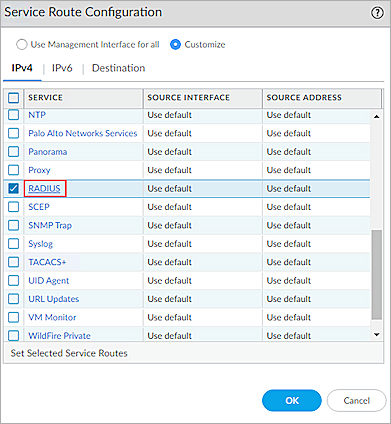 Service Route Configuration
Use Management Interface for all Customize
IPv4 | IPv6 | Destination
SERVICE SOURCE INTERFACE SOURCE ADDRESS
NTP Use default Use default
Palo Alto Networks Services Use default Use default
Panorama Use default Use default
Proxy Use default Use default
RADIUS Use default Use default
SCEP Use default Use default
SNMP Trap Use default Use default
Syslog Use default Use default
TACACS+ Use default Use default
UID Agent Use default Use default
URL Updates Use default Use default
VM Monitor Use default Use default
WildFire Private Use default Use default
Set Selected Service Routes
OK Cancel